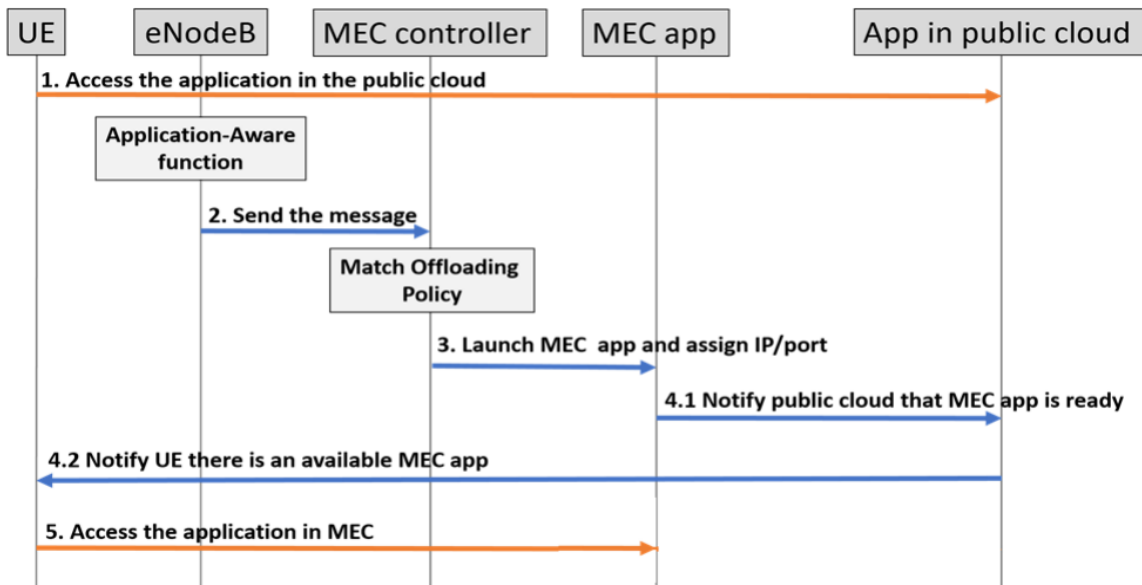 UE
eNodeB
MEC controller
MEC app
App in public cloud
1. Access the application in the public cloud
Application-Aware
function
2. Send the message
Match Offloading
Policy
3. Launch MEC app and assign IP/port
4.1 Notify public cloud that MEC app is ready
4.2 Notify UE there is an available MEC app
5. Access the application in MEC